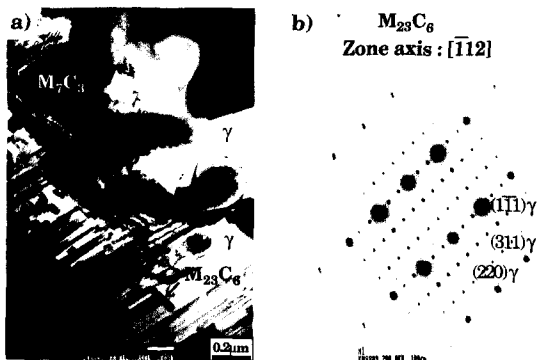 a)
M₇C₃
γ
γ
M₂₃C₆
0.2µm
b)
M₂₃C₆
Zone axis : [1̅12]
(11̅1)γ
(311)γ
(220)γ